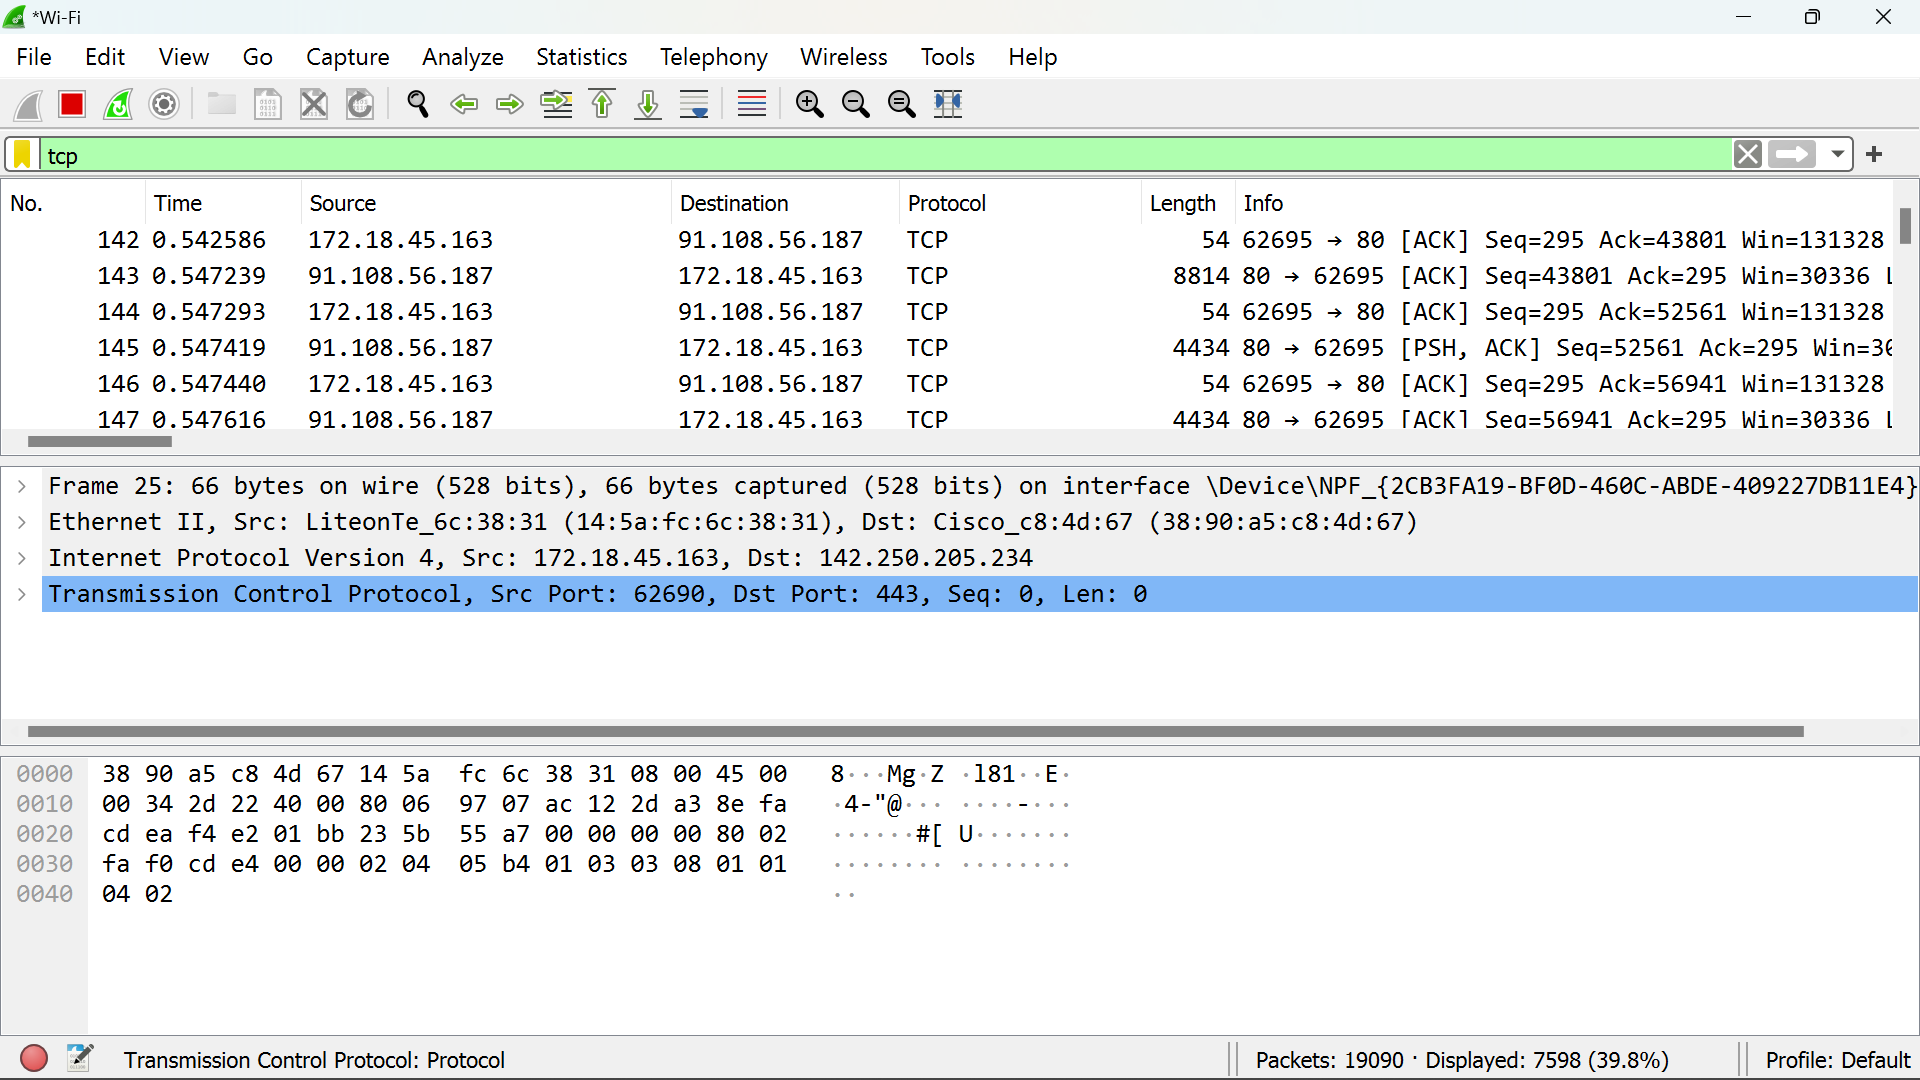 *Wi-Fi
File Edit View Go Capture Analyze Statistics Telephony Wireless Tools Help
tcp
No. Time Source Destination Protocol Length Info
142 0.542586 172.18.45.163 91.108.56.187 TCP 54 62695 → 80 [ACK] Seq=295 Ack=43801 Win=131328
143 0.547239 91.108.56.187 172.18.45.163 TCP 8814 80 → 62695 [ACK] Seq=43801 Ack=295 Win=30336 L
144 0.547293 172.18.45.163 91.108.56.187 TCP 54 62695 → 80 [ACK] Seq=295 Ack=52561 Win=131328
145 0.547419 91.108.56.187 172.18.45.163 TCP 4434 80 → 62695 [PSH, ACK] Seq=52561 Ack=295 Win=30
146 0.547440 172.18.45.163 91.108.56.187 TCP 54 62695 → 80 [ACK] Seq=295 Ack=56941 Win=131328
147 0.547616 91.108.56.187 172.18.45.163 TCP 4434 80 → 62695 [ACK] Seq=56941 Ack=295 Win=30336 L
Frame 25: 66 bytes on wire (528 bits), 66 bytes captured (528 bits) on interface \Device\NPF_{2CB3FA19-BF0D-460C-ABDE-409227DB11E4}
Ethernet II, Src: LiteonTe_6c:38:31 (14:5a:fc:6c:38:31), Dst: Cisco_c8:4d:67 (38:90:a5:c8:4d:67)
Internet Protocol Version 4, Src: 172.18.45.163, Dst: 142.250.205.234
Transmission Control Protocol, Src Port: 62690, Dst Port: 443, Seq: 0, Len: 0
0000 38 90 a5 c8 4d 67 14 5a fc 6c 38 31 08 00 45 00 8···Mg·Z ·l81··E·
0010 00 34 2d 22 40 00 80 06 97 07 ac 12 2d a3 8e fa ·4-"@··· ····-···
0020 cd ea f4 e2 01 bb 23 5b 55 a7 00 00 00 00 80 02 ······#[ U·······
0030 fa f0 cd e4 00 00 02 04 05 b4 01 03 03 08 01 01 ········ ········
0040 04 02 ··
Transmission Control Protocol: Protocol Packets: 19090 · Displayed: 7598 (39.8%) Profile: Default